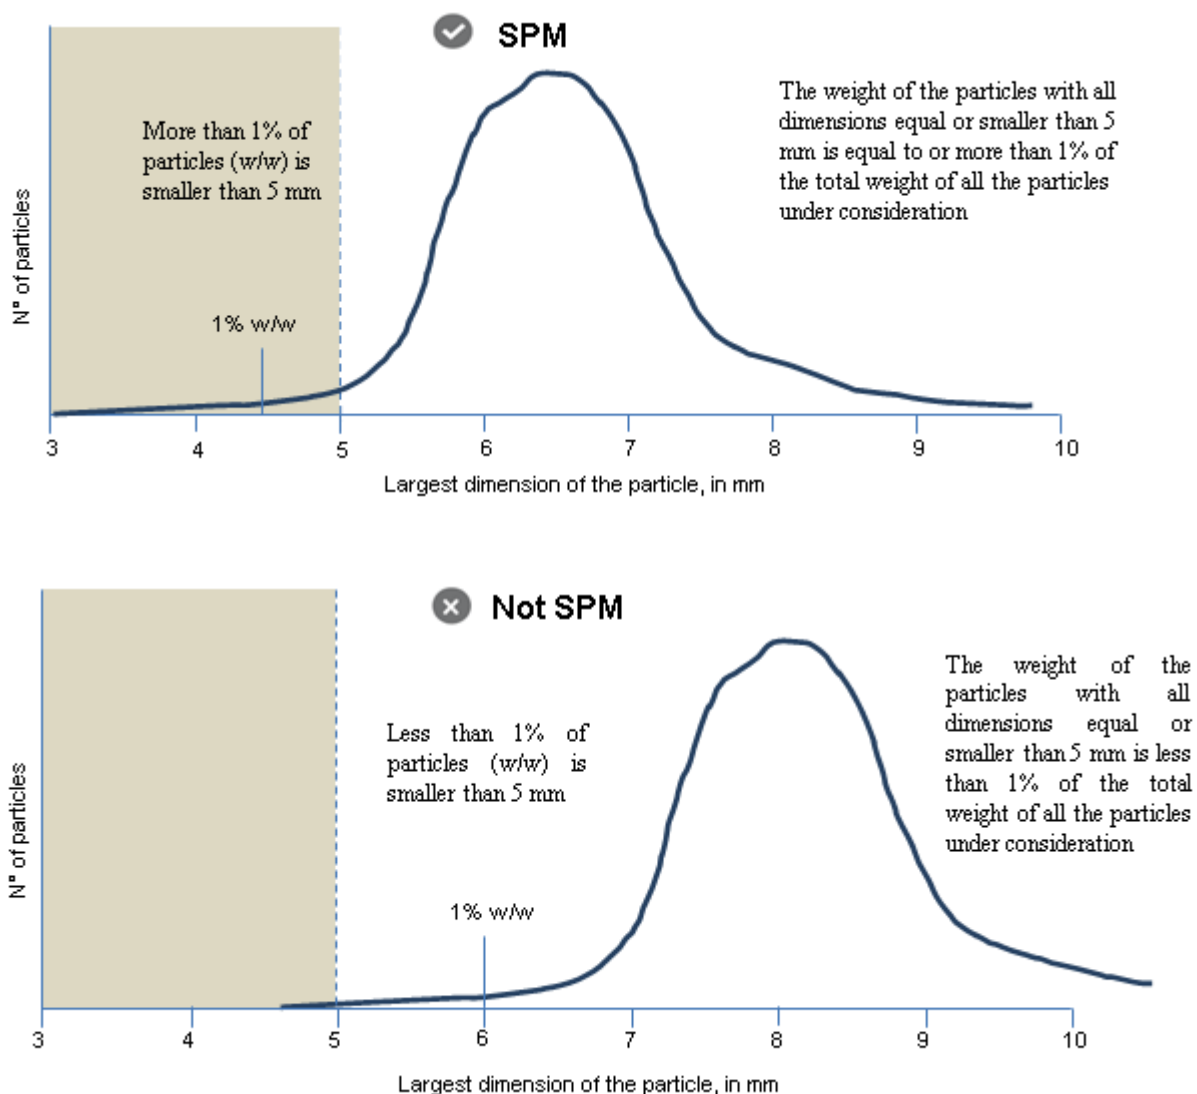 SPM
The weight of the particles with all
dimensions equal or smaller than 5
mm is equal to or more than 1% of
the total weight of all the particles
under consideration
More than 1% of
particles (w/w) is
smaller than 5 mm
N° of particles
1% w/w
3 4 5 6 7 8 9 10
Largest dimension of the particle, in mm
Not SPM
The weight of the
particles with all
dimensions equal or
smaller than 5 mm is less
than 1% of the total
weight of all the particles
under consideration
Less than 1% of
particles (w/w) is
smaller than 5 mm
N° of particles
1% w/w
3 4 5 6 7 8 9 10
Largest dimension of the particle, in mm